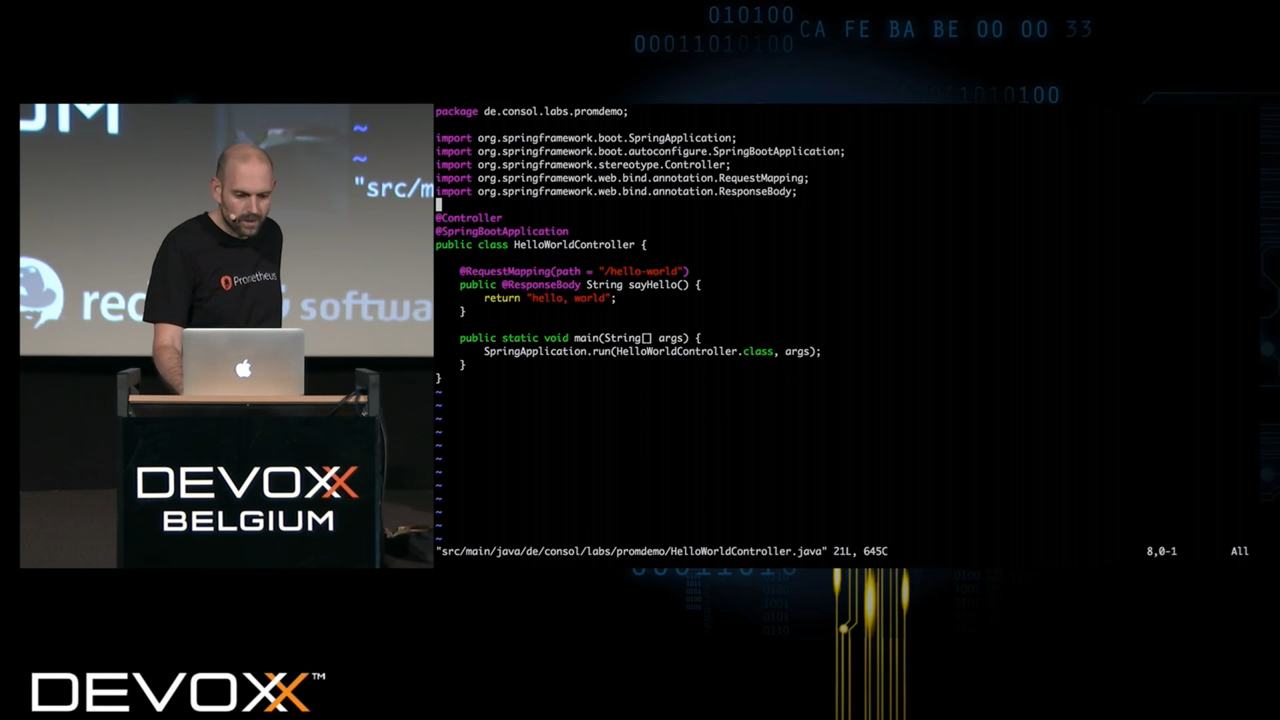 010100
00011010100
CA FE BA BE 00 00 33
1010100
"src/m
Prometheus
software
DEVOXX
BELGIUM
package de.consol.labs.promdemo;
import org.springframework.boot.SpringApplication;
import org.springframework.boot.autoconfigure.SpringBootApplication;
import org.springframework.stereotype.Controller;
import org.springframework.web.bind.annotation.RequestMapping;
import org.springframework.web.bind.annotation.ResponseBody;
@Controller
@SpringBootApplication
public class HelloWorldController {
@RequestMapping(path = "/hello-world")
public @ResponseBody String sayHello() {
return "hello, world";
}
public static void main(String[] args) {
SpringApplication.run(HelloWorldController.class, args);
}
}
~
~
~
~
~
~
~
~
~
~
~
~
"src/main/java/de/consol/labs/promdemo/HelloWorldController.java" 21L, 645C 8,0-1 All
DEVOXX™